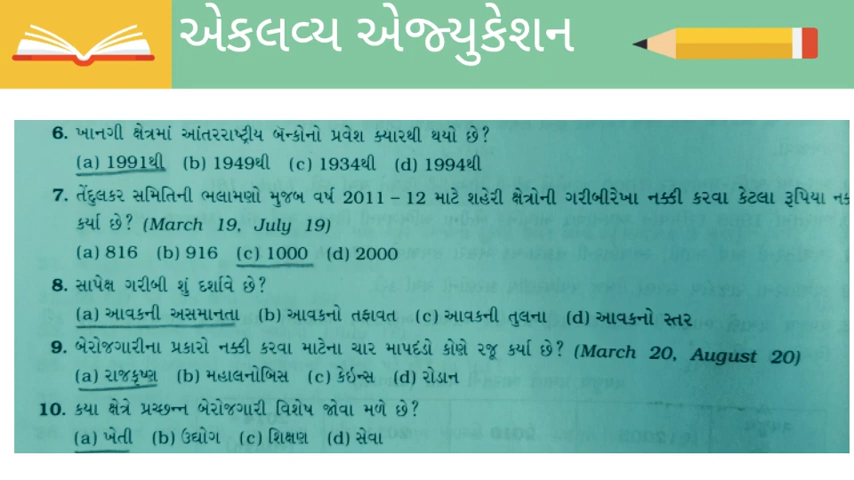 એકલવ્ય એજ્યુકેશન
6. ખાનગી ક્ષેત્રમાં આંતરરાષ્ટ્રીય બૅન્કોનો પ્રવેશ ક્યારથી થયો છે?
(a) 1991થી (b) 1949થી (c) 1934થી (d) 1994થી
7. તેંદુલકર સમિતિની ભલામણો મુજબ વર્ષ 2011 – 12 માટે શહેરી ક્ષેત્રોની ગરીબીરેખા નક્કી કરવા કેટલા રૂપિયા
કર્યા છે? (March 19, July 19)
(a) 816 (b) 916 (c) 1000 (d) 2000
8. સાપેક્ષ ગરીબી શું દર્શાવે છે?
(a) આવકની અસમાનતા (b) આવકનો તફાવત (c) આવકની તુલના (d) આવકનો સ્તર
9. બેરોજગારીના પ્રકારો નક્કી કરવા માટેના ચાર માપદંડો કોણે રજૂ કર્યા છે? (March 20, August 20)
(a) રાજકૃષ્ણ (b) મહાલનોબિસ (c) કેઇન્સ (d) રોડાન
10. કયા ક્ષેત્રે પ્રચ્છન્ન બેરોજગારી વિશેષ જોવા મળે છે?
(a) ખેતી (b) ઉદ્યોગ (c) શિક્ષણ (d) સેવા